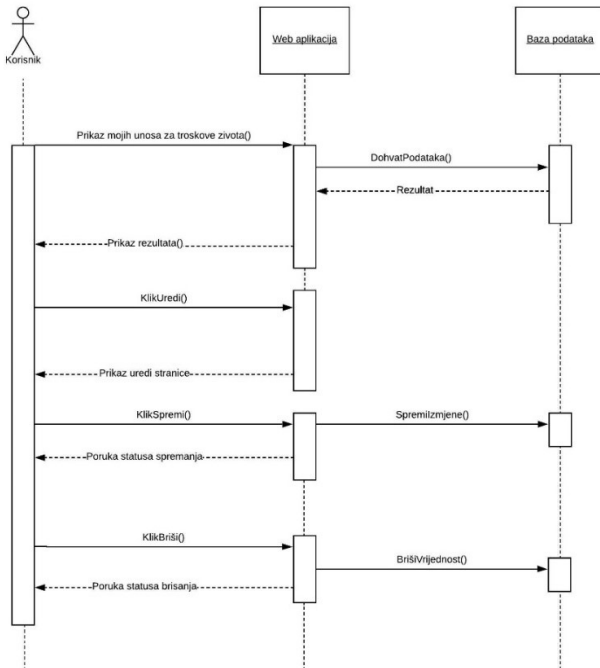 Korisnik
Web aplikacija
Baza podataka
Prikaz mojih unosa za troskove zivota()
DohvatPodataka()
Rezultat
Prikaz rezultata()
KlikUredi()
Prikaz uredi stranice
KlikSpremi()
SpremiIzmjene()
Poruka statusa spremanja
KlikBriši()
BrišiVrijednost()
Poruka statusa brisanja